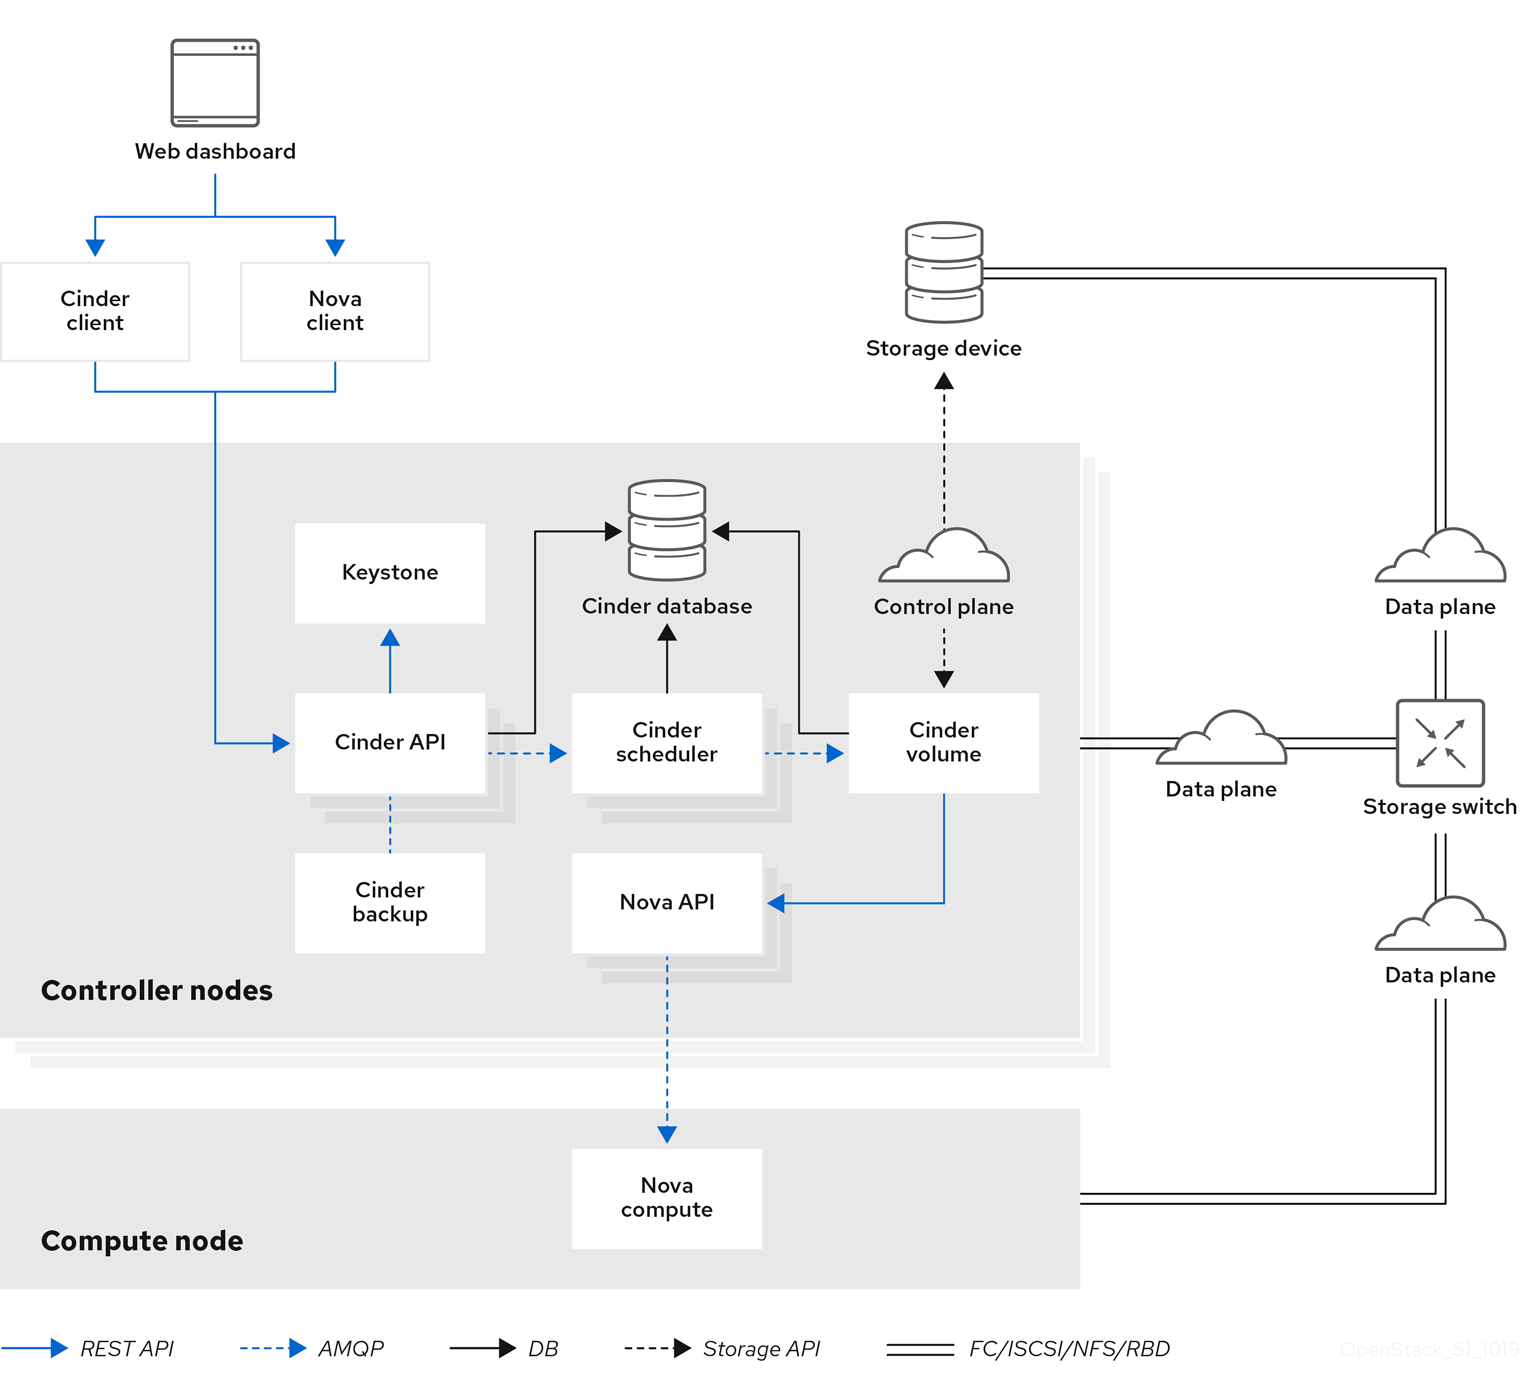 Web dashboard
Cinder
client
Nova
client
Storage device
Keystone
Cinder database
Control plane
Data plane
Cinder API
Cinder
scheduler
Cinder
volume
Data plane
Storage switch
Cinder
backup
Nova API
Data plane
Controller nodes
Nova
compute
Compute node
REST API
AMQP
DB
Storage API
FC/ISCSI/NFS/RBD
OpenStack_51_1019